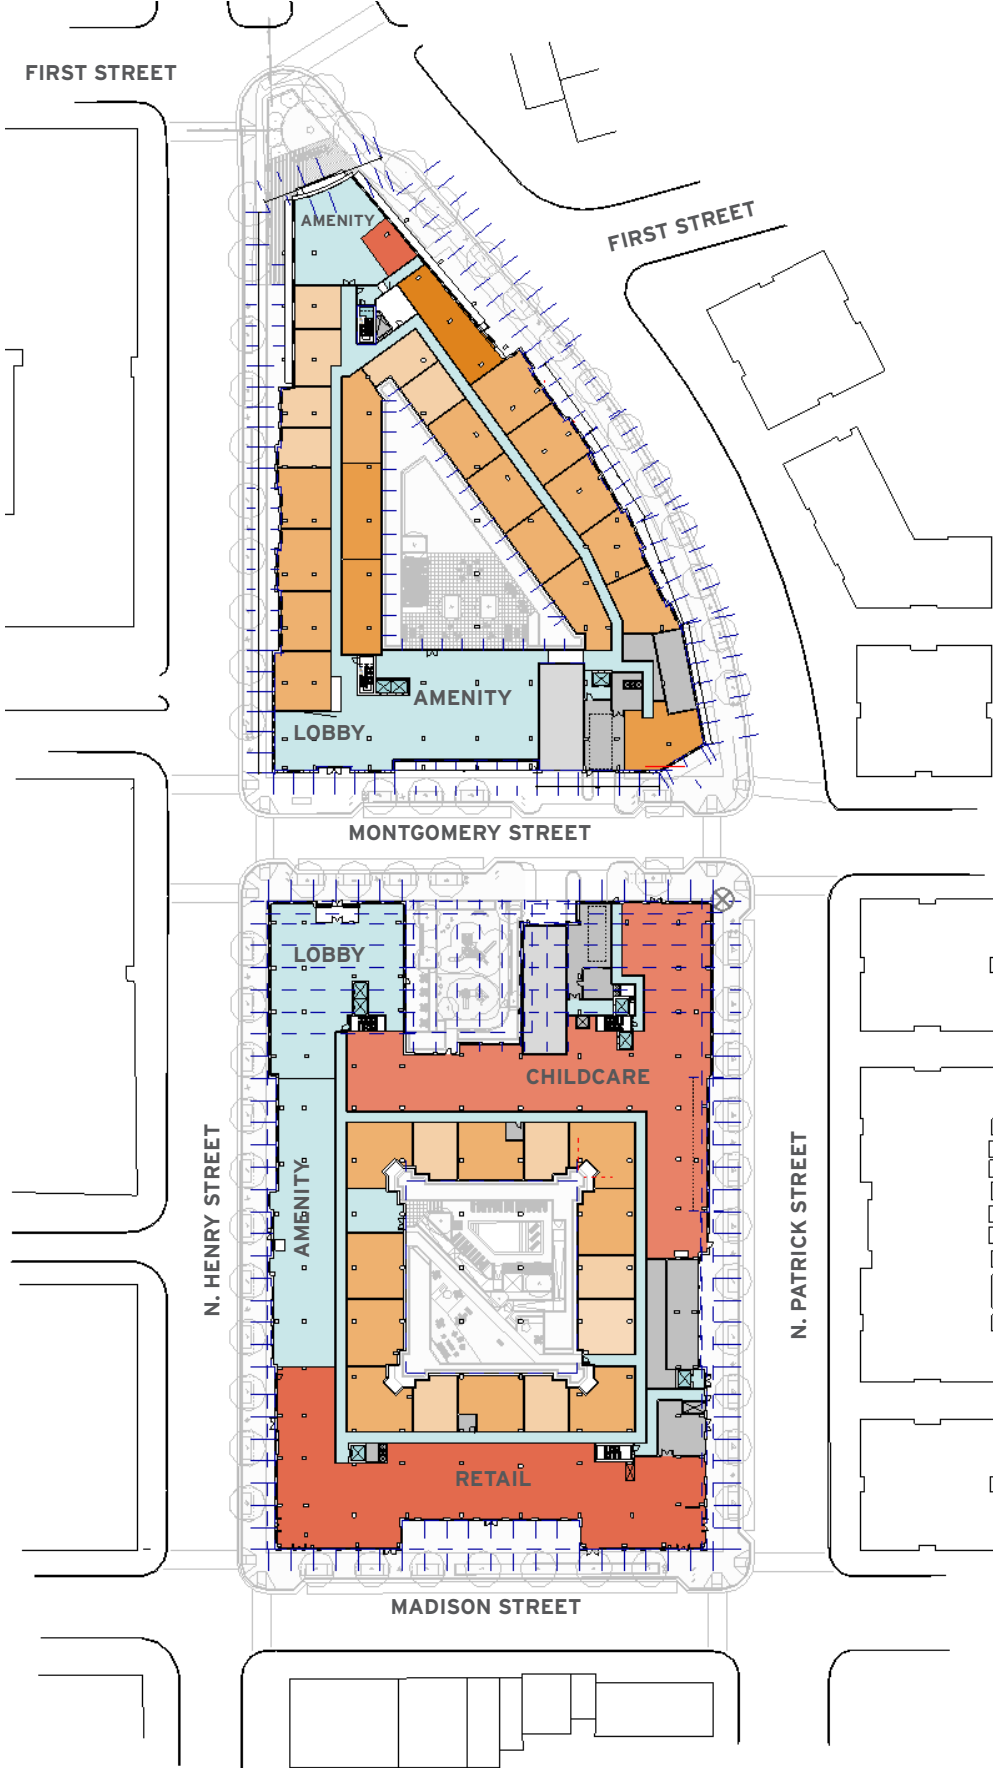 FIRST STREET
FIRST STREET
AMENITY
AMENITY
LOBBY
MONTGOMERY STREET
LOBBY
CHILDCARE
N. HENRY STREET
AMENITY
N. PATRICK STREET
RETAIL
MADISON STREET